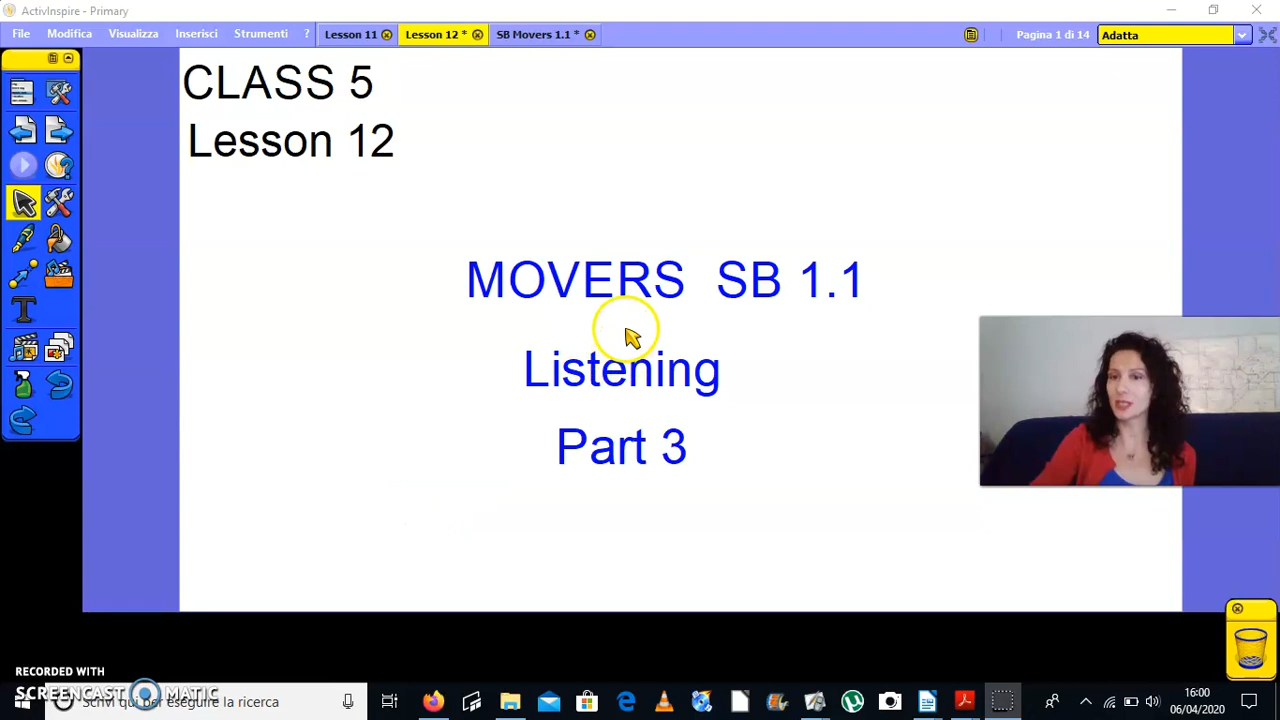 ActivInspire - Primary
File Modifica Visualizza Inserisci Strumenti ?
Lesson 11 Lesson 12 * SB Movers 1.1 *
Pagina 1 di 14 Adatta
CLASS 5
Lesson 12
MOVERS SB 1.1
Listening
Part 3
RECORDED WITH
SCREENCAST MATIC
Scrivi qui per eseguire la ricerca
16:00
06/04/2020